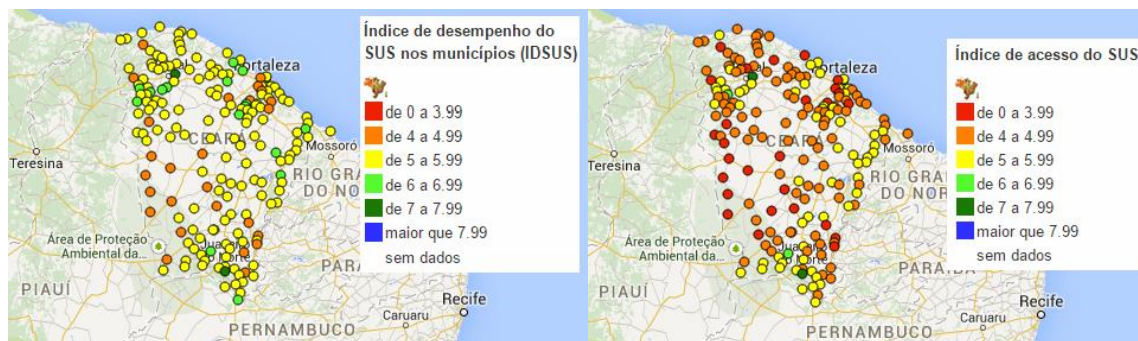 Índice de desempenho do
SUS nos municípios (IDSUS)
de 0 a 3.99
de 4 a 4.99
de 5 a 5.99
de 6 a 6.99
de 7 a 7.99
maior que 7.99
sem dados
Teresina
CEARÁ
Mossoró
RIO GRA
DO NOR
Área de Proteção
Ambiental da...
PIAUÍ
PARA
Recife
Caruaru
PERNAMBUCO
Índice de acesso do SUS
de 0 a 3.99
de 4 a 4.99
de 5 a 5.99
de 6 a 6.99
de 7 a 7.99
maior que 7.99
sem dados
Fortaleza
Teresina
CEARÁ
Mossoró
RIO GRANDE
DO NORTE
Área de Proteção
Ambiental da...
PIAUÍ
PARAÍBA
Recife
Caruaru
PERNAMBUCO